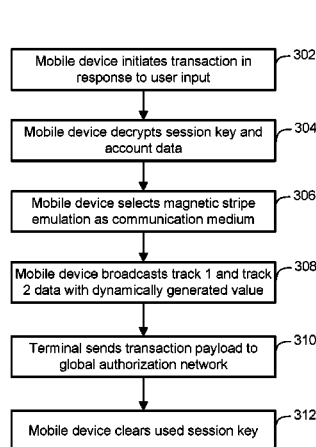 Mobile device initiates transaction in
response to user input
302
Mobile device decrypts session key and
account data
304
Mobile device selects magnetic stripe
emulation as communication medium
306
Mobile device broadcasts track 1 and track
2 data with dynamically generated value
308
Terminal sends transaction payload to
global authorization network
310
Mobile device clears used session key
312